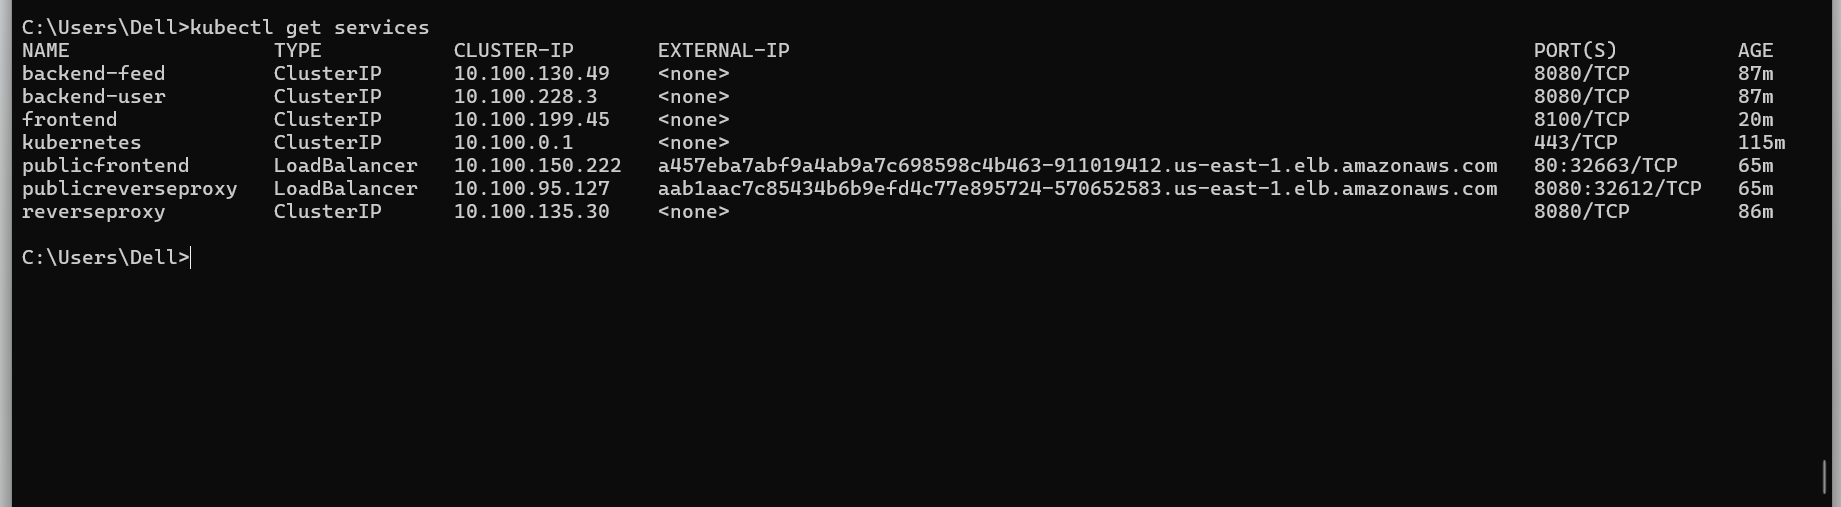 C:\Users\Dell>kubectl get services
NAME TYPE CLUSTER-IP EXTERNAL-IP PORT(S) AGE
backend-feed ClusterIP 10.100.130.49 <none> 8080/TCP 87m
backend-user ClusterIP 10.100.228.3 <none> 8080/TCP 87m
frontend ClusterIP 10.100.199.45 <none> 8100/TCP 20m
kubernetes ClusterIP 10.100.0.1 <none> 443/TCP 115m
publicfrontend LoadBalancer 10.100.150.222 a457eba7abf9a4ab9a7c698598c4b463-911019412.us-east-1.elb.amazonaws.com 80:32663/TCP 65m
publicreverseproxy LoadBalancer 10.100.95.127 aab1aac7c85434b6b9efd4c77e895724-570652583.us-east-1.elb.amazonaws.com 8080:32612/TCP 65m
reverseproxy ClusterIP 10.100.135.30 <none> 8080/TCP 86m
C:\Users\Dell>